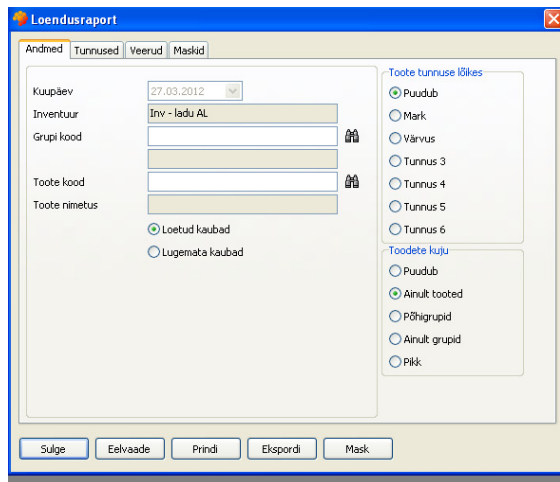 Loendusraport
Andmed
Tunnused
Veerud
Maskid
Kuupäev
27.03.2012
Inventuur
Inv - ladu AL
Grupi kood
Toote kood
Toote nimetus
Loetud kaubad
Lugemata kaubad
Toote tunnuse lõikes
Puudub
Mark
Värvus
Tunnus 3
Tunnus 4
Tunnus 5
Tunnus 6
Toodete kuju
Puudub
Ainult tooted
Põhigrupid
Ainult grupid
Pikk
Sulge
Eelvaade
Prindi
Ekspordi
Mask